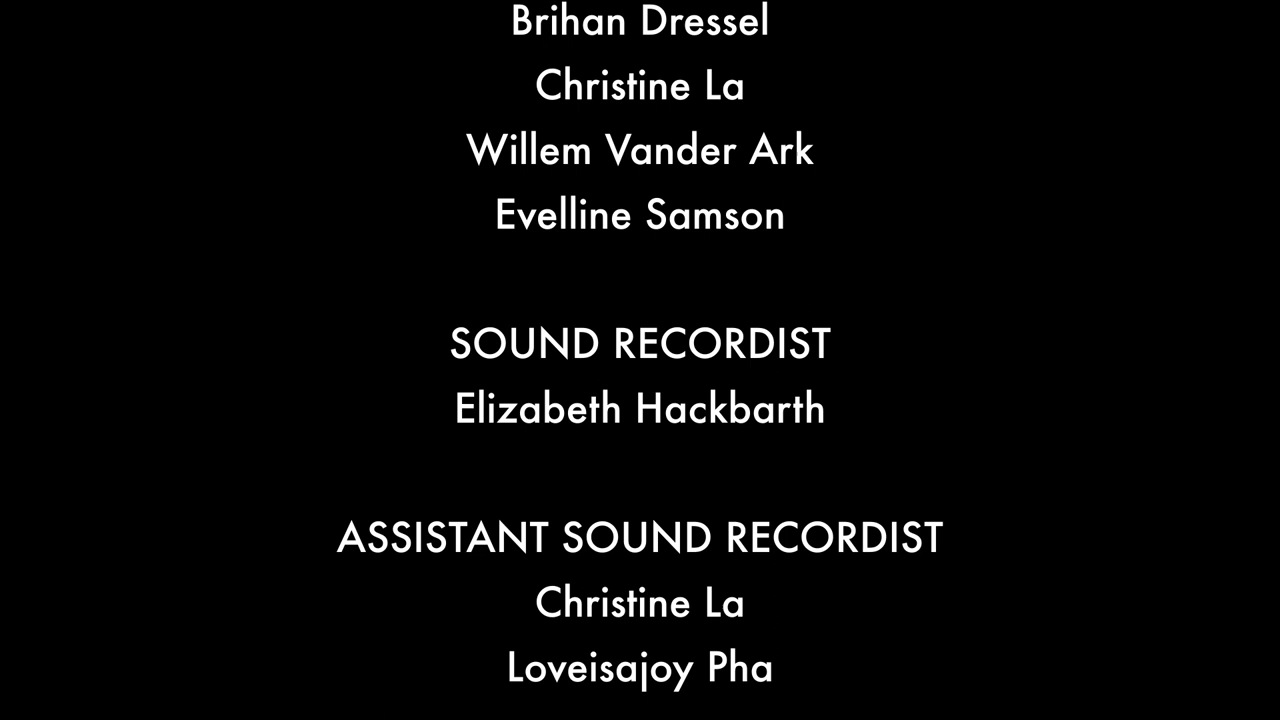 Brihan Dressel
Christine La
Willem Vander Ark
Evelline Samson
SOUND RECORDIST
Elizabeth Hackbarth
ASSISTANT SOUND RECORDIST
Christine La
Loveisajoy Pha